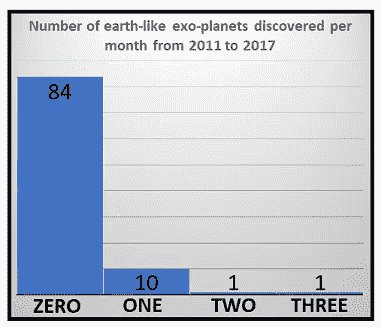 Number of earth-like exo-planets discovered per
month from 2011 to 2017
84
10
1
1
ZERO
ONE
TWO
THREE